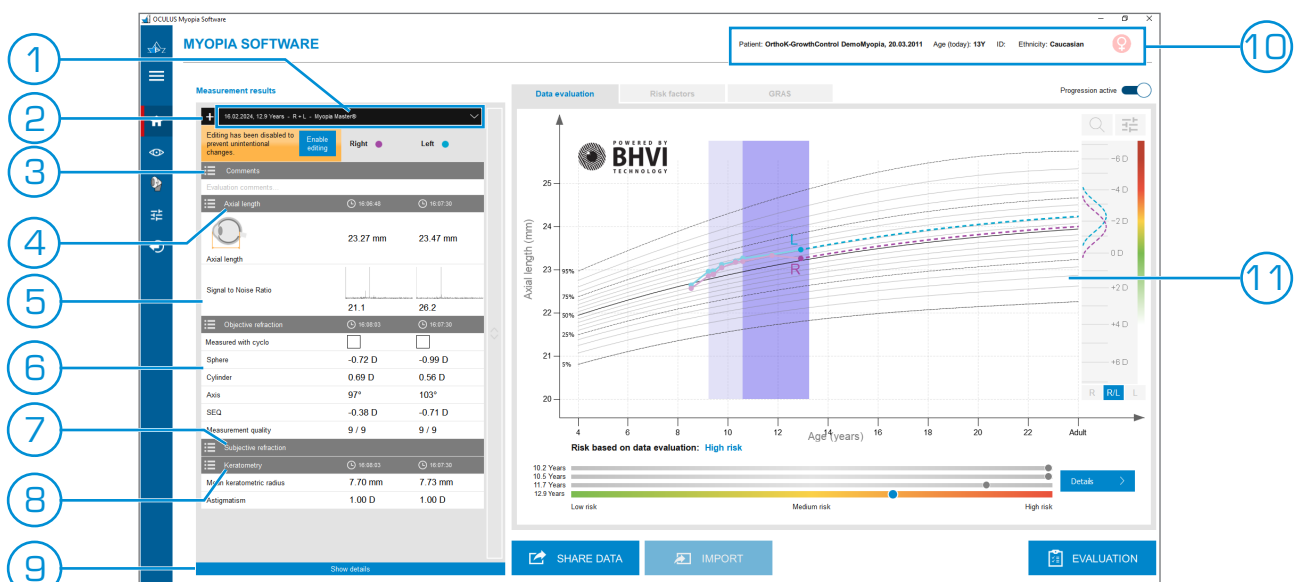 OCULUS Myopia Software
MYOPIA SOFTWARE
Patient: OrthoK-GrowthControl DemoMyopia, 20.03.2011 Age (today): 13Y ID: Ethnicity: Caucasian
10
1
Measurement results
Data evaluation Risk factors GRAS Progression active
2
+ 16.02.2024, 12.9 Years - R + L - Myopia Master®
Editing has been disabled to
prevent unintentional
changes.
Enable
editing
Right Left
3
Comments
Evaluation comments...
4
Axial length 16:06:48 16:07:30
23.27 mm 23.47 mm
Axial length
5
Signal to Noise Ratio
21.1 26.2
6
Objective refraction 16:08:03 16:07:30
Measured with cyclo
Sphere -0.72 D -0.99 D
Cylinder 0.69 D 0.56 D
Axis 97° 103°
SEQ -0.38 D -0.71 D
Measurement quality 9 / 9 9 / 9
7
Subjective refraction
8
Keratometry 16:08:03 16:07:30
Mean keratometric radius 7.70 mm 7.73 mm
Astigmatism 1.00 D 1.00 D
9
Show details
POWERED BY
BHVI
TECHNOLOGY
Axial length (mm)
25
24
23
22
21
20
95%
75%
50%
25%
5%
L
R
-6 D
-4 D
-2 D
0 D
+2 D
+4 D
+6 D
11
R R/L L
4 6 8 10 12 14 16 18 20 22 Adult
Age (years)
Risk based on data evaluation: High risk
10.2 Years
10.5 Years
11.7 Years
12.9 Years
Low risk Medium risk High risk
Details
SHARE DATA IMPORT EVALUATION